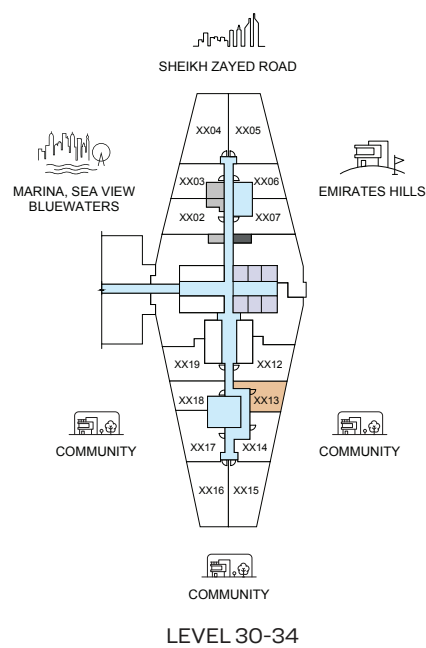 SHEIKH ZAYED ROAD
XX04
XX05
MARINA, SEA VIEW
BLUEWATERS
EMIRATES HILLS
XX03
XX06
XX02
XX07
XX19
XX12
XX18
XX13
COMMUNITY
COMMUNITY
XX17
XX14
XX16
XX15
COMMUNITY
LEVEL 30-34